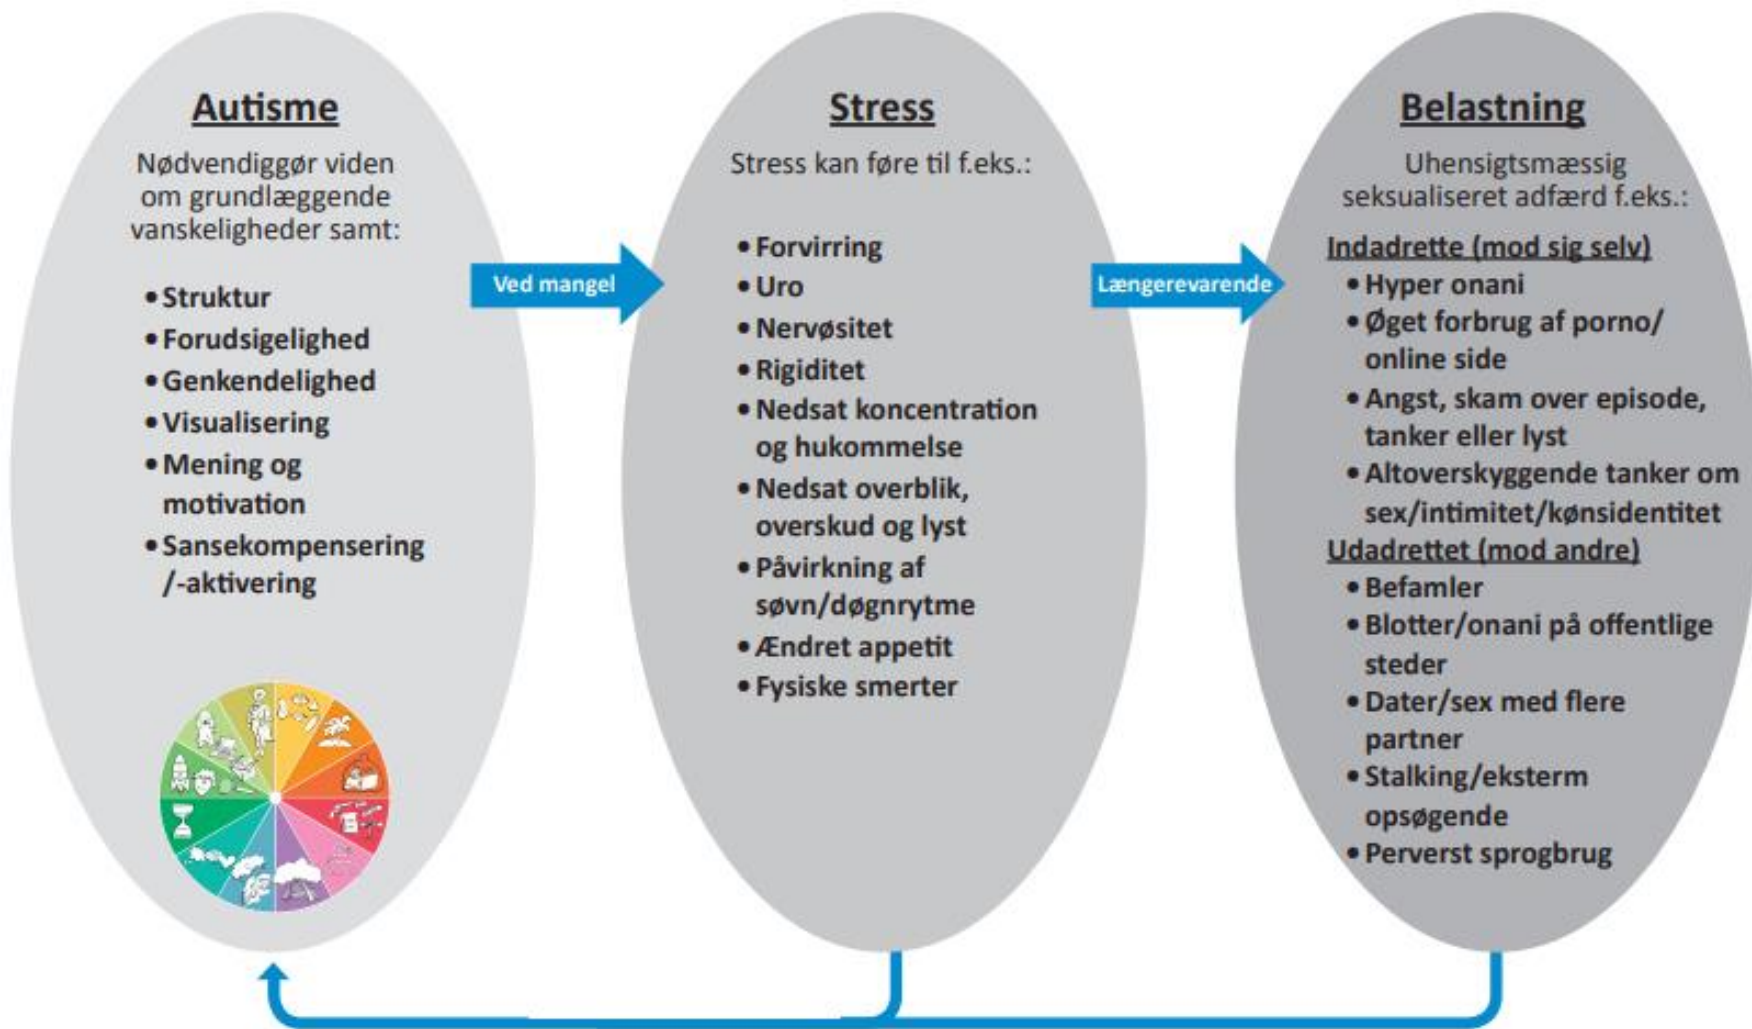 Autisme
Nødvendiggør viden
om grundlæggende
vanskeligheder samt:
• Struktur
• Forudsigelighed
• Genkendelighed
• Visualisering
• Mening og
motivation
• Sansekompensering
/-aktivering
Ved mangel
Stress
Stress kan føre til f.eks.:
• Forvirring
• Uro
• Nervøsitet
• Rigiditet
• Nedsat koncentration
og hukommelse
• Nedsat overblik,
overskud og lyst
• Påvirkning af
søvn/døgnrytme
• Ændret appetit
• Fysiske smerter
Længerevarende
Belastning
Uhensigtsmæssig
seksualiseret adfærd f.eks.:
Indadrette (mod sig selv)
• Hyper onani
• Øget forbrug af porno/
online side
• Angst, skam over episode,
tanker eller lyst
• Altoverskyggende tanker om
sex/intimitet/kønsidentitet
Udadrettet (mod andre)
• Befamler
• Blotter/onani på offentlige
steder
• Dater/sex med flere
partner
• Stalking/eksterm
opsøgende
• Perverst sprogbrug